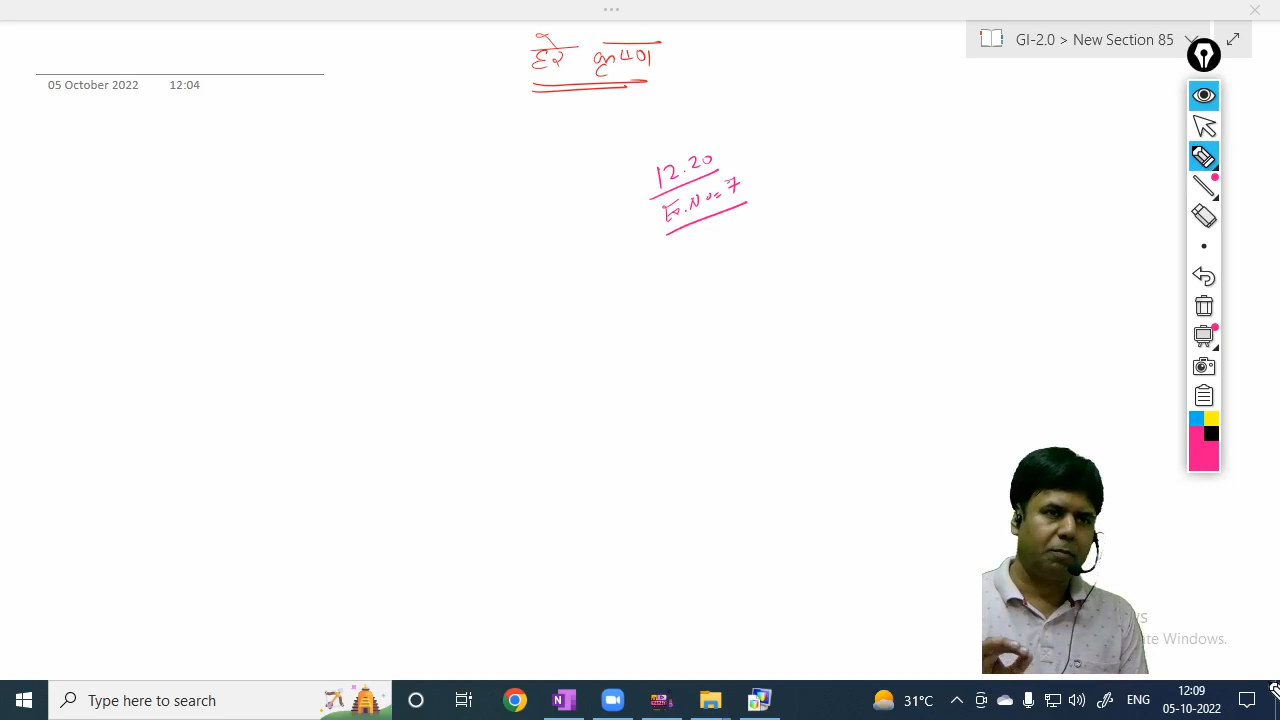 GI-2.0 > New Section 85
05 October 2022 12:04
12.20
Ex.No= 7
Type here to search
31°C
ENG
12:09
05-10-2022